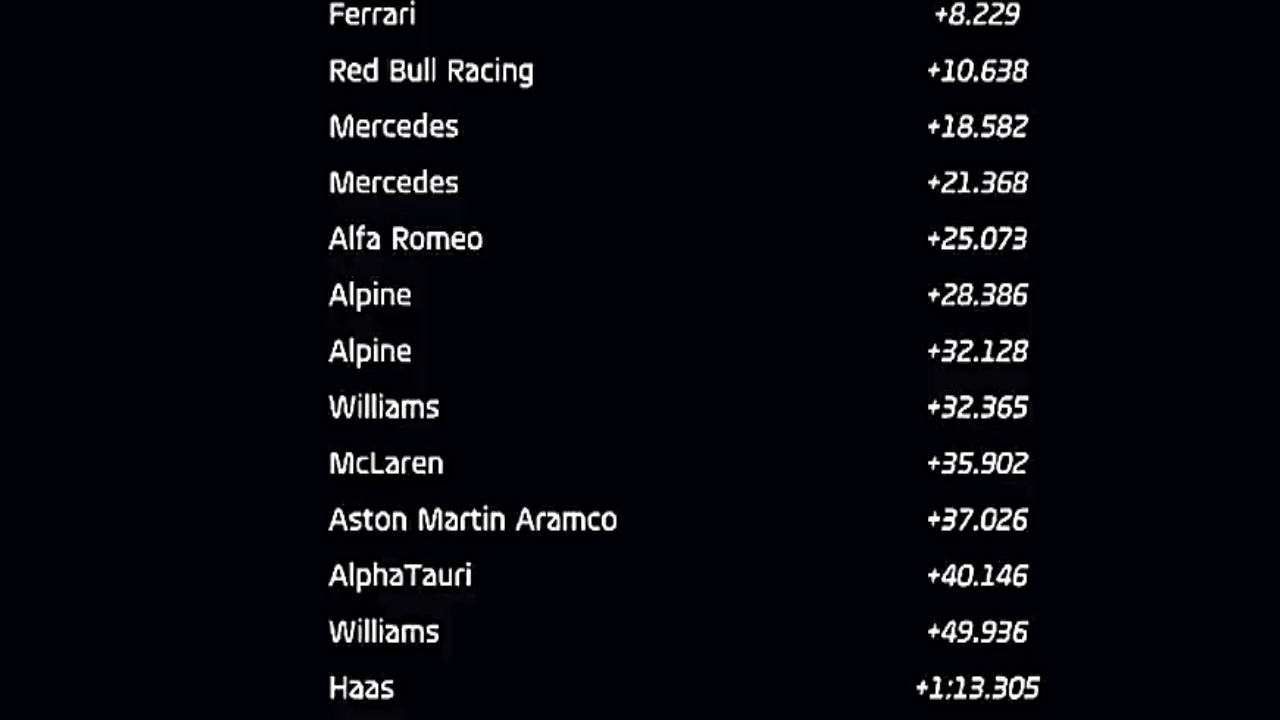 Ferrari +8.229
Red Bull Racing +10.638
Mercedes +18.582
Mercedes +21.368
Alfa Romeo +25.073
Alpine +28.386
Alpine +32.128
Williams +32.365
McLaren +35.902
Aston Martin Aramco +37.026
AlphaTauri +40.146
Williams +49.936
Haas +1:13.305